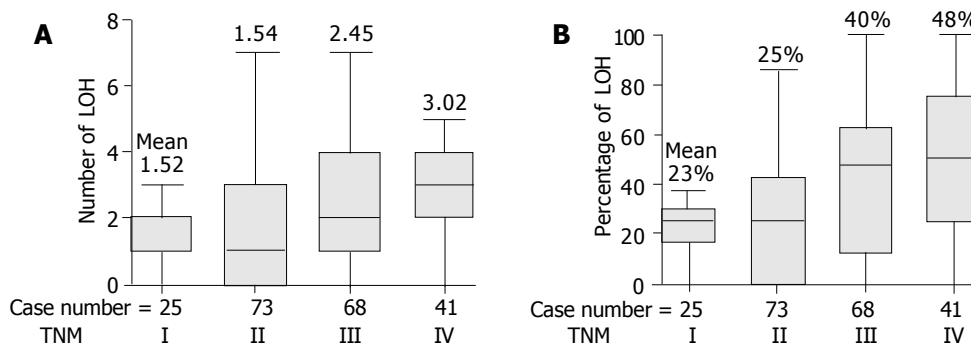 A
Number of LOH
8
6
4
2
0
Mean
1.52
1.54
2.45
3.02
Case number = 25 73 68 41
TNM I II III IV
B
Percentage of LOH
100
80
60
40
20
0
Mean
23%
25%
40%
48%
Case number = 25 73 68 41
TNM I II III IV